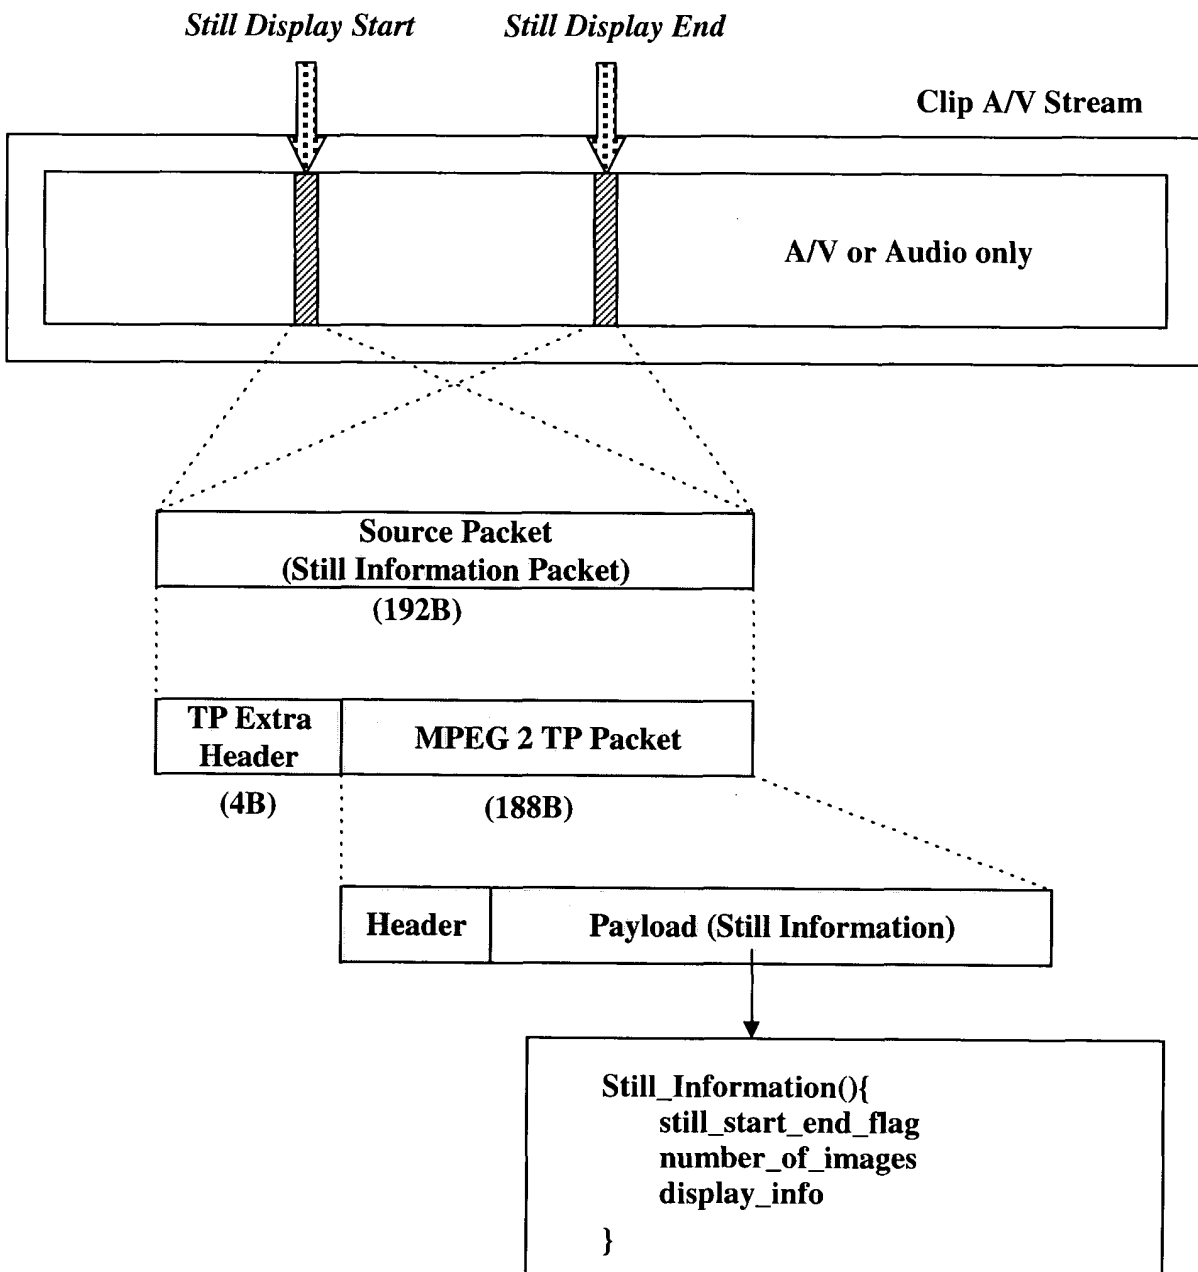 Still Display Start
Still Display End
Clip A/V Stream
A/V or Audio only
Source Packet
(Still Information Packet)
(192B)
TP Extra
Header
MPEG 2 TP Packet
(4B)
(188B)
Header
Payload (Still Information)
Still_Information(){
still_start_end_flag
number_of_images
display_info
}